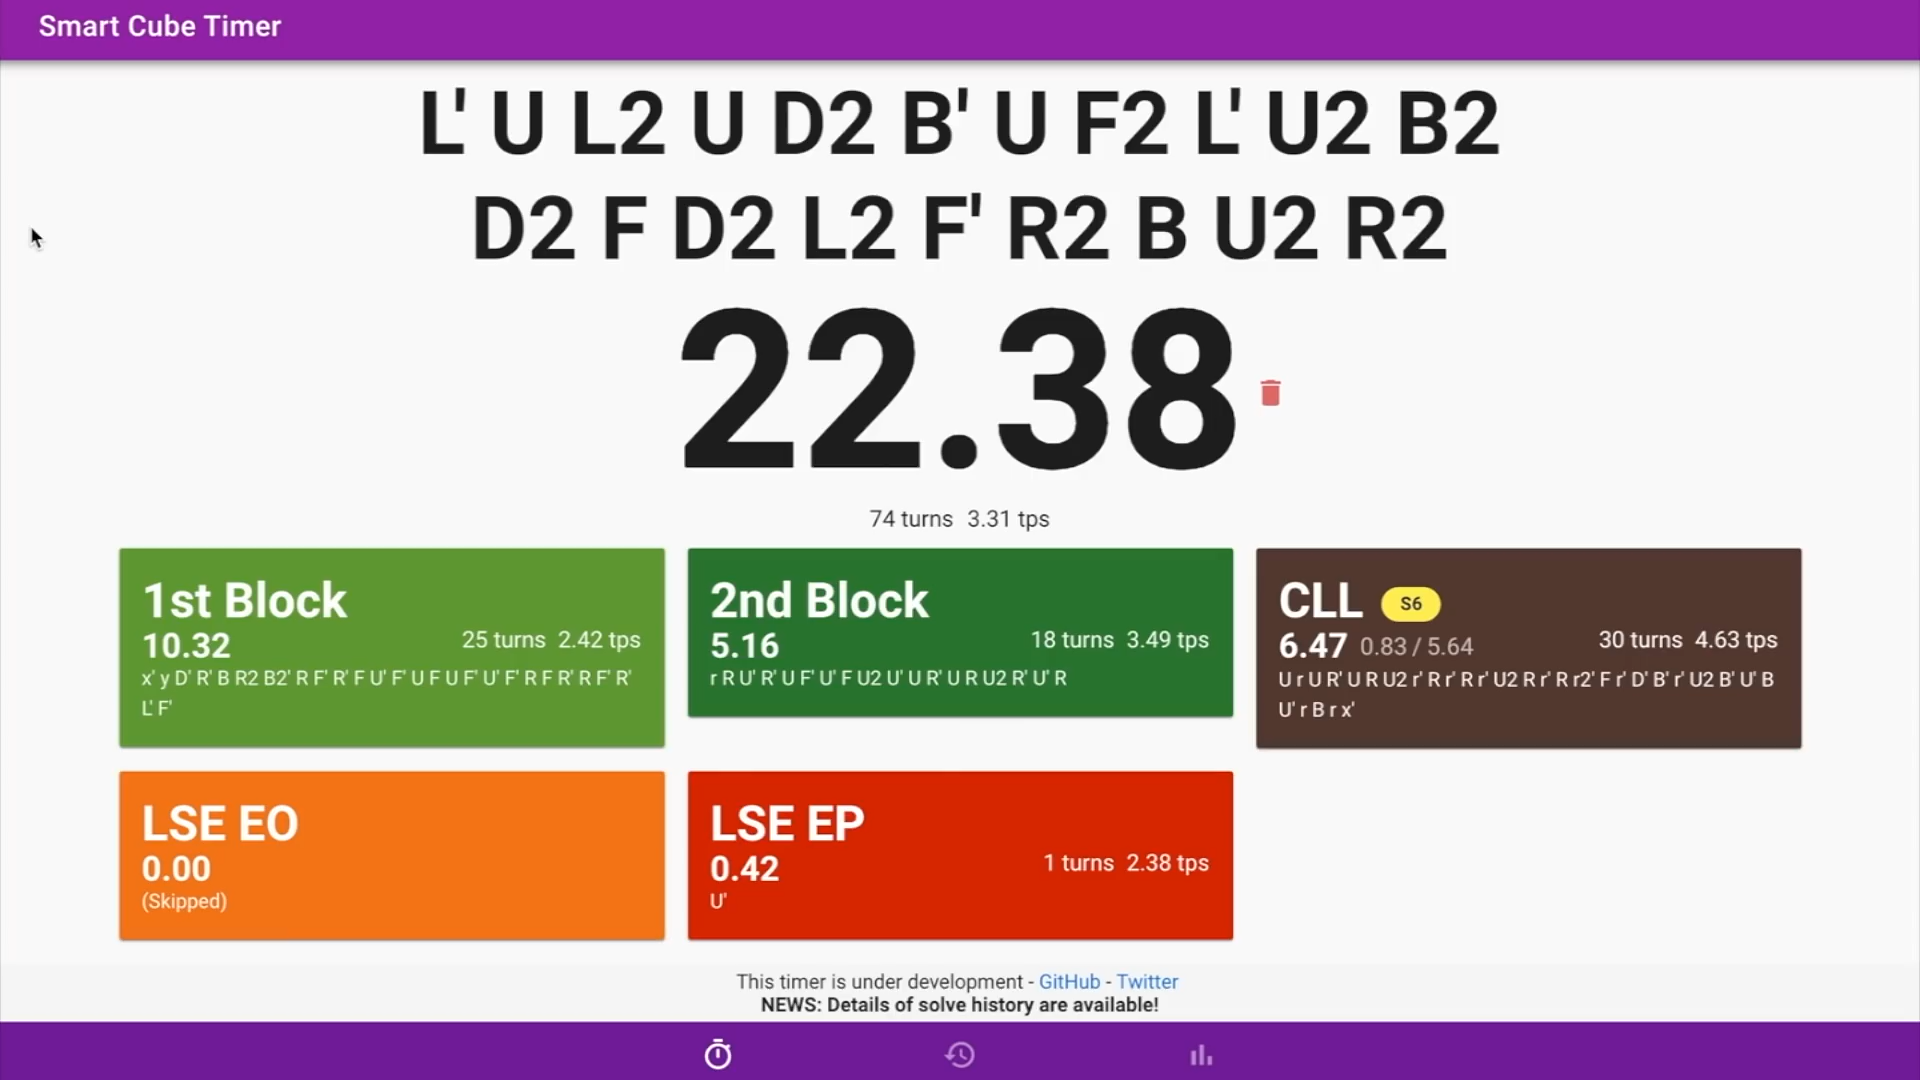 Smart Cube Timer
L' U L2 U D2 B' U F2 L' U2 B2
D2 F D2 L2 F' R2 B U2 R2
22.38
74 turns 3.31 tps
1st Block
10.32 25 turns 2.42 tps
x' y D' R' B R2 B2' R F' R' F U' F' U F U F' U' F' R F R' R F' R'
L' F'
2nd Block
5.16 18 turns 3.49 tps
r R U' R' U F' U' F U2 U' U R' U R U2 R' U' R
CLL S6
6.47 0.83 / 5.64 30 turns 4.63 tps
U r U R' U R U2 r' R r' R r' U2 R r' R r2' F r' D' B' r' U2 B' U' B
U' r B r x'
LSE EO
0.00
(Skipped)
LSE EP
0.42 1 turns 2.38 tps
U'
This timer is under development - GitHub - Twitter
NEWS: Details of solve history are available!